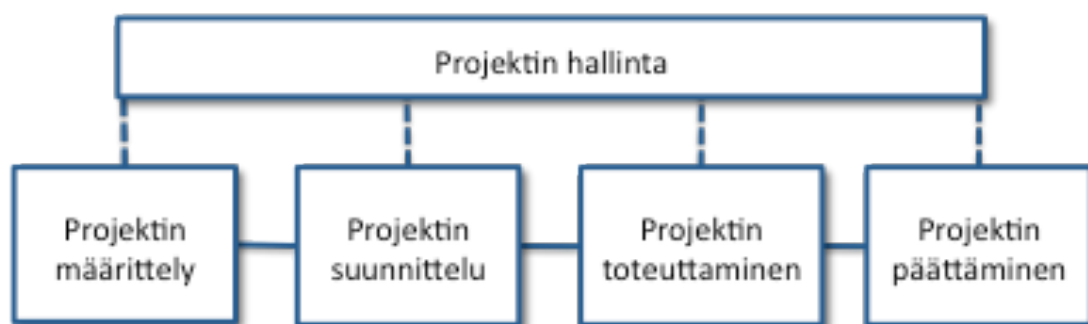 Projektin hallinta
Projektin
määrittely
Projektin
suunnittelu
Projektin
toteuttaminen
Projektin
päättäminen